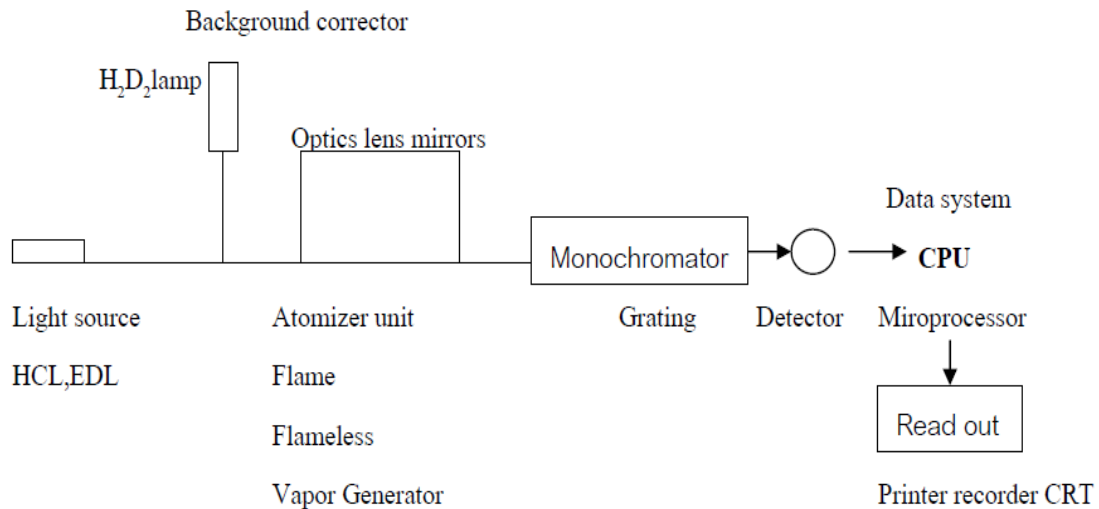 Background corrector
H₂D₂lamp
Optics lens mirrors
Data system
Monochromator
CPU
Light source
Atomizer unit
Grating
Detector
Miroprocessor
HCL,EDL
Flame
Flameless
Read out
Vapor Generator
Printer recorder CRT